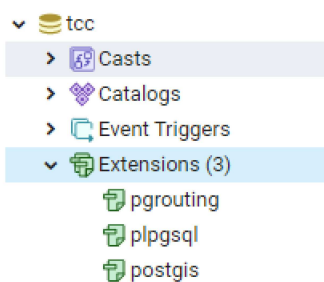 tcc
Casts
Catalogs
Event Triggers
Extensions (3)
pgrouting
plpgsql
postgis